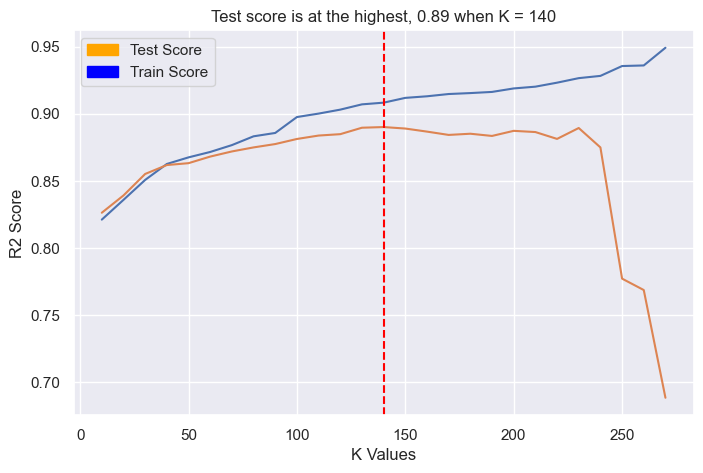 Test score is at the highest, 0.89 when K = 140
Test Score
Train Score
R2 Score
0.95
0.90
0.85
0.80
0.75
0.70
0
50
100
150
200
250
K Values